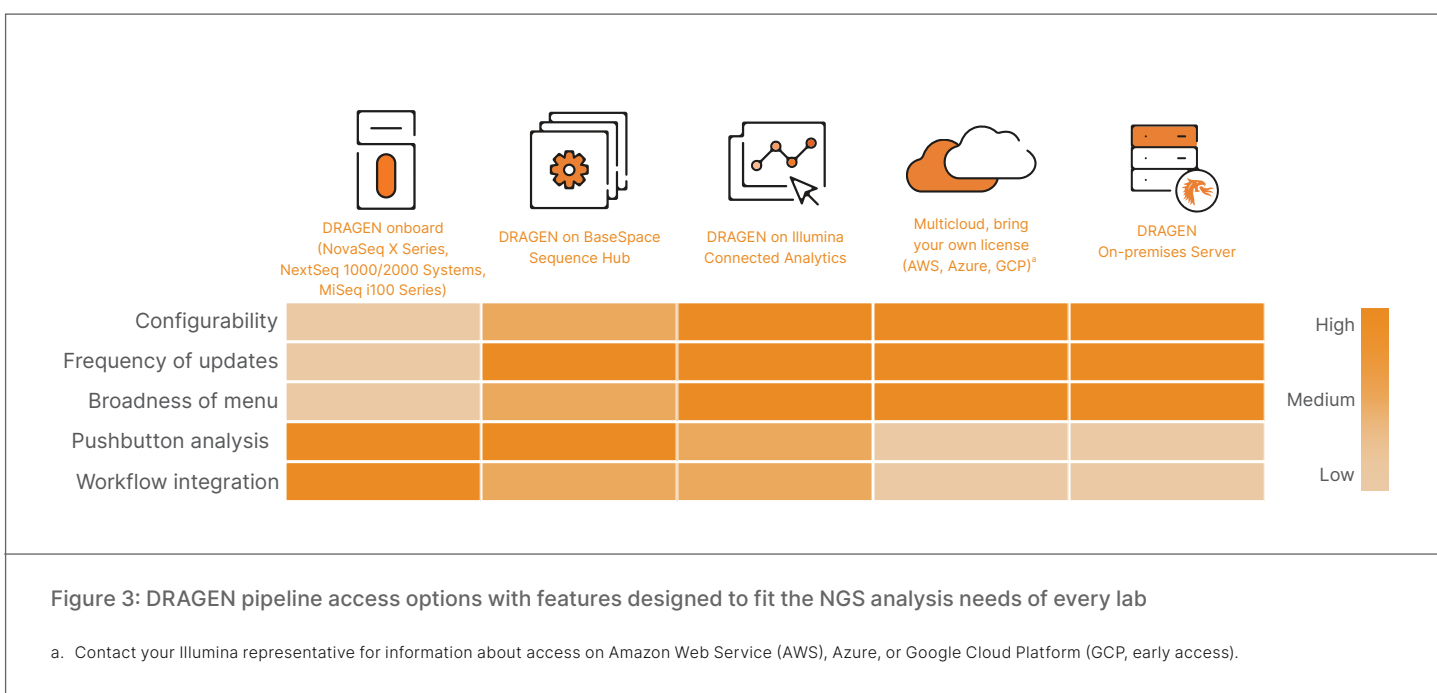 DRAGEN onboard
(NovaSeq X Series,
NextSeq 1000/2000 Systems,
MiSeq i100 Series)
DRAGEN on BaseSpace
Sequence Hub
DRAGEN on Illumina
Connected Analytics
Multicloud, bring
your own license
(AWS, Azure, GCP)ᵃ
DRAGEN
On-premises Server
Configurability
Frequency of updates
Broadness of menu
Pushbutton analysis
Workflow integration
High
Medium
Low
Figure 3: DRAGEN pipeline access options with features designed to fit the NGS analysis needs of every lab
a. Contact your Illumina representative for information about access on Amazon Web Service (AWS), Azure, or Google Cloud Platform (GCP, early access).